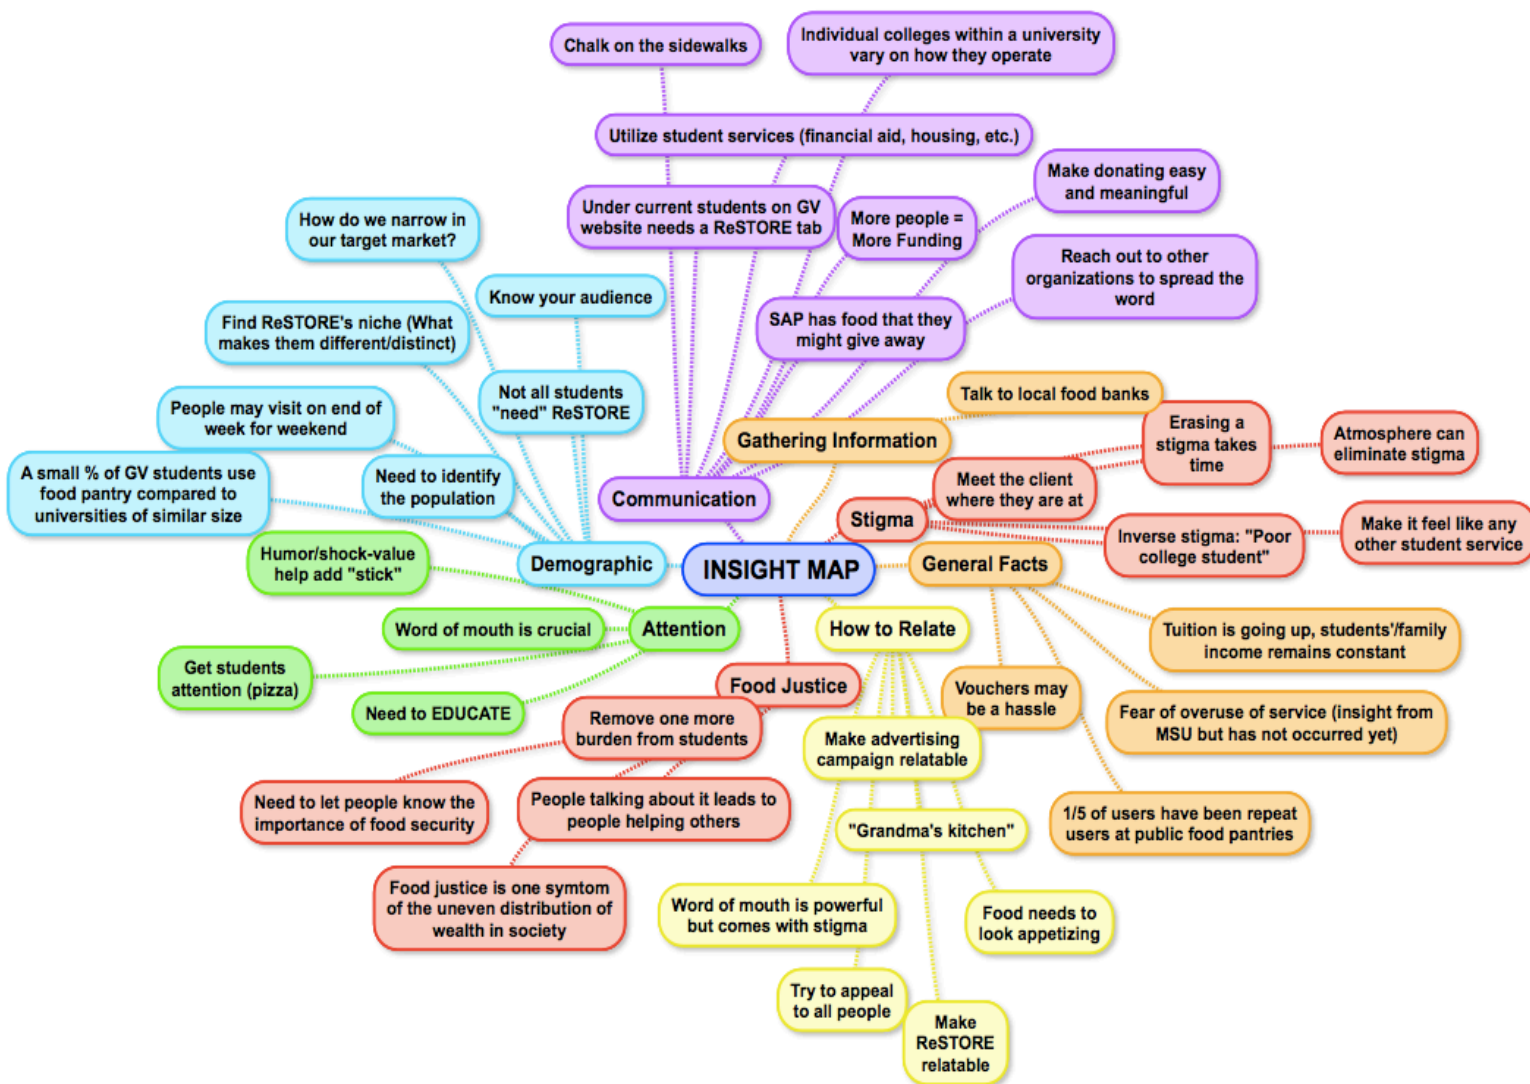 Chalk on the sidewalks
Individual colleges within a university
vary on how they operate
Utilize student services (financial aid, housing, etc.)
Make donating easy
and meaningful
Under current students on GV
website needs a ReSTORE tab
More people =
More Funding
Reach out to other
organizations to spread the
word
SAP has food that they
might give away
Communication
How do we narrow in
our target market?
Know your audience
Find ReSTORE's niche (What
makes them different/distinct)
Not all students
"need" ReSTORE
People may visit on end of
week for weekend
Need to identify
the population
A small % of GV students use
food pantry compared to
universities of similar size
Demographic
Talk to local food banks
Gathering Information
Erasing a
stigma takes
time
Atmosphere can
eliminate stigma
Meet the client
where they are at
Stigma
Inverse stigma: "Poor
college student"
Make it feel like any
other student service
INSIGHT MAP
General Facts
Tuition is going up, students'/family
income remains constant
Vouchers may
be a hassle
Fear of overuse of service (insight from
MSU but has not occurred yet)
1/5 of users have been repeat
users at public food pantries
Humor/shock-value
help add "stick"
Word of mouth is crucial
Attention
Get students
attention (pizza)
Need to EDUCATE
How to Relate
Make advertising
campaign relatable
"Grandma's kitchen"
Word of mouth is powerful
but comes with stigma
Food needs to
look appetizing
Try to appeal
to all people
Make
ReSTORE
relatable
Food Justice
Remove one more
burden from students
Need to let people know the
importance of food security
People talking about it leads to
people helping others
Food justice is one symtom
of the uneven distribution of
wealth in society